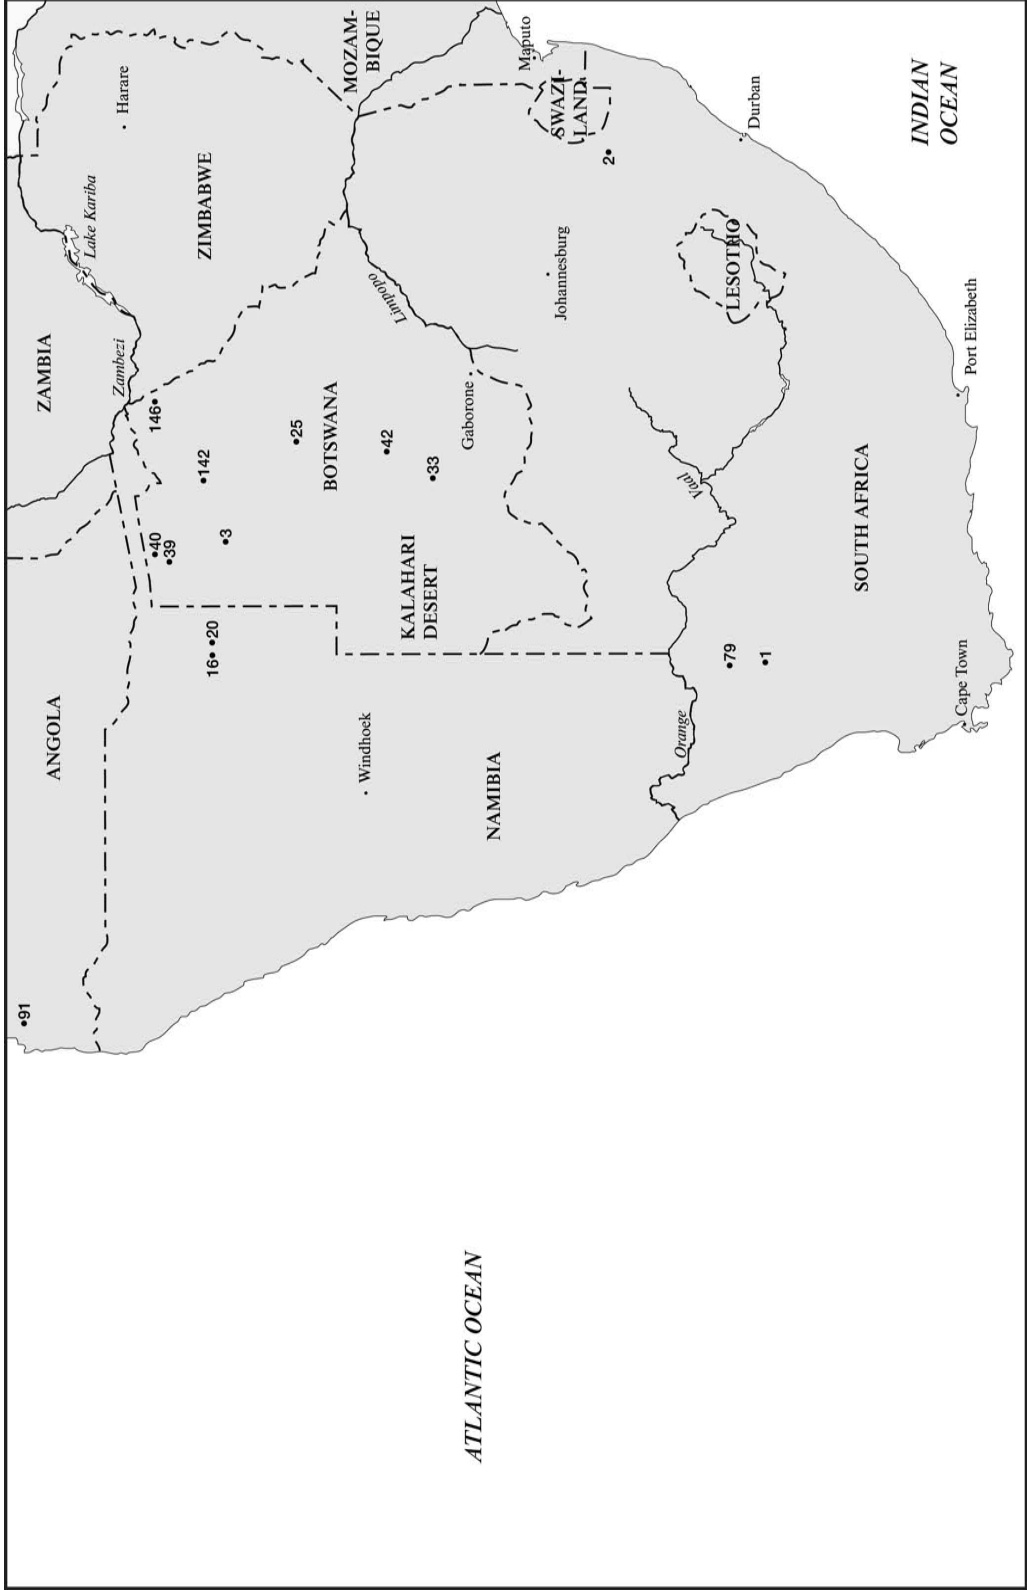 91
ANGOLA
ZAMBIA
Lake Kariba
Zambezi
Harare
40
146
39
142
ZIMBABWE
16
20
3
25
BOTSWANA
MOZAM-
BIQUE
Windhoek
42
Limpopo
KALAHARI
DESERT
33
Gaborone
ATLANTIC OCEAN
NAMIBIA
Maputo
Johannesburg
SWAZI-
LAND
2
Orange
Vaal
79
LESOTHO
Durban
1
SOUTH AFRICA
INDIAN
OCEAN
Cape Town
Port Elizabeth